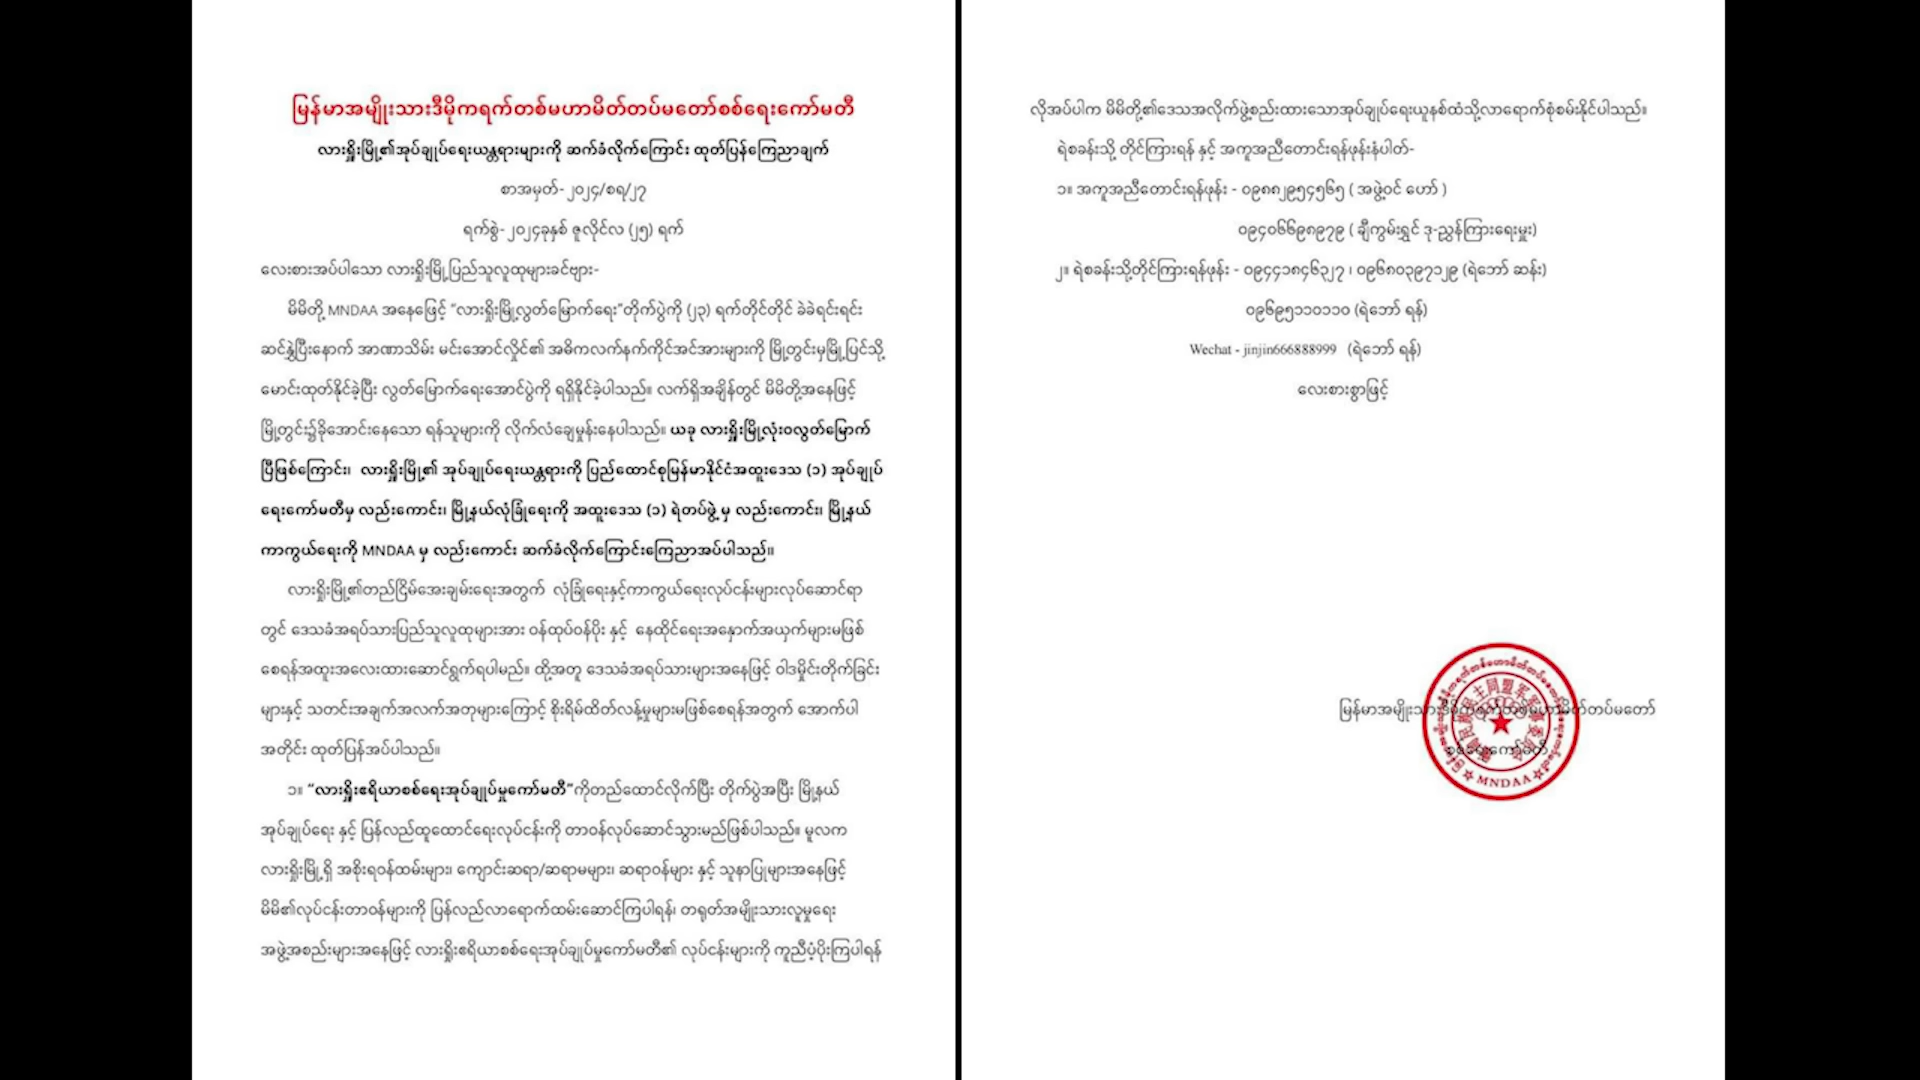 မြန်မာအမျိုးသားဒီမိုကရက်တစ်မဟာမိတ်တပ်မတော်စစ်ရေးကော်မတီ
လားရှိုးမြို့၏အုပ်ချုပ်ရေးယန္တရားများကို ဆက်ခံလိုက်ကြောင်း ထုတ်ပြန်ကြေညာချက်
စာအမှတ်-၂၀၂၄/စရ/၂၇
ရက်စွဲ-၂၀၂၄ခုနှစ် ဇူလိုင်လ (၂၅) ရက်
လေးစားအပ်ပါသော လားရှိုးမြို့ပြည်သူလူထုများခင်ဗျား-
မိမိတို့ MNDAA အနေဖြင့် “လားရှိုးမြို့လွတ်မြောက်ရေး”တိုက်ပွဲကို (၂၃) ရက်တိုင်တိုင် ခဲခဲရင်းရင်း
ဆင်နွှဲပြီးနောက် အာဏာသိမ်း မင်းအောင်လှိုင်၏ အဓိကလက်နက်ကိုင်အင်အားများကို မြို့တွင်းမှမြို့ပြင်သို့
မောင်းထုတ်နိုင်ခဲ့ပြီး လွတ်မြောက်ရေးအောင်ပွဲကို ရရှိနိုင်ခဲ့ပါသည်။ လက်ရှိအချိန်တွင် မိမိတို့အနေဖြင့်
မြို့တွင်း၌ခိုအောင်းနေသော ရန်သူများကို လိုက်လံချေမှုန်းနေပါသည်။ ယခု လားရှိုးမြို့လုံးဝလွတ်မြောက်
ပြီဖြစ်ကြောင်း၊ လားရှိုးမြို့၏ အုပ်ချုပ်ရေးယန္တရားကို ပြည်ထောင်စုမြန်မာနိုင်ငံအထူးဒေသ (၁) အုပ်ချုပ်
ရေးကော်မတီမှ လည်းကောင်း၊ မြို့နယ်လုံခြုံရေးကို အထူးဒေသ (၁) ရဲတပ်ဖွဲ့ မှ လည်းကောင်း၊ မြို့နယ်
ကာကွယ်ရေးကို MNDAA မှ လည်းကောင်း ဆက်ခံလိုက်ကြောင်းကြေညာအပ်ပါသည်။
လားရှိုးမြို့၏တည်ငြိမ်အေးချမ်းရေးအတွက် လုံခြုံရေးနှင့်ကာကွယ်ရေးလုပ်ငန်းများလုပ်ဆောင်ရာ
တွင် ဒေသခံအရပ်သားပြည်သူလူထုများအား ဝန်ထုပ်ဝန်ပိုး နှင့် နေထိုင်ရေးအနှောက်အယှက်များမဖြစ်
စေရန်အထူးအလေးထားဆောင်ရွက်ရပါမည်။ ထို့အတူ ဒေသခံအရပ်သားများအနေဖြင့် ဝါဒမှိုင်းတိုက်ခြင်း
များနှင့် သတင်းအချက်အလက်အတုများကြောင့် စိုးရိမ်ထိတ်လန့်မှုများမဖြစ်စေရန်အတွက် အောက်ပါ
အတိုင်း ထုတ်ပြန်အပ်ပါသည်။
၁။ “လားရှိုးဧရိယာစစ်ရေးအုပ်ချုပ်မှုကော်မတီ”ကိုတည်ထောင်လိုက်ပြီး တိုက်ပွဲအပြီး မြို့နယ်
အုပ်ချုပ်ရေး နှင့် ပြန်လည်ထူထောင်ရေးလုပ်ငန်းကို တာဝန်လုပ်ဆောင်သွားမည်ဖြစ်ပါသည်။ မူလက
လားရှိုးမြို့ရှိ အစိုးရဝန်ထမ်းများ၊ ကျောင်းဆရာ/ဆရာမများ၊ ဆရာဝန်များ နှင့် သူနာပြုများအနေဖြင့်
မိမိ၏လုပ်ငန်းတာဝန်များကို ပြန်လည်လာရောက်ထမ်းဆောင်ကြပါရန်၊ တရုတ်အမျိုးသားလူမှုရေး
အဖွဲ့အစည်းများအနေဖြင့် လားရှိုးဧရိယာစစ်ရေးအုပ်ချုပ်မှုကော်မတီ၏ လုပ်ငန်းများကို ကူညီပံ့ပိုးကြပါရန်
လိုအပ်ပါက မိမိတို့၏ဒေသအလိုက်ဖွဲ့စည်းထားသောအုပ်ချုပ်ရေးယူနစ်ထံသို့လာရောက်စုံစမ်းနိုင်ပါသည်။
ရဲစခန်းသို့ တိုင်ကြားရန် နှင့် အကူအညီတောင်းရန်ဖုန်းနံပါတ်-
၁။ အကူအညီတောင်းရန်ဖုန်း - ၀၉၈၈၂၉၅၄၅၆၅ ( အဖွဲ့ဝင် ဟော် )
၀၉၄၀၆၆၉၈၉၇၉ ( ချီကွမ်းရွှင် ဒု-ညွှန်ကြားရေးမှူး)
၂။ ရဲစခန်းသို့တိုင်ကြားရန်ဖုန်း - ၀၉၄၄၁၈၄၆၃၂၇ ၊ ၀၉၆၈၀၃၉၇၁၂၉ (ရဲဘော် ဆန်း)
၀၉၆၉၅၁၁၀၁၁၀ (ရဲဘော် ရန်)
Wechat - jinjin666888999 (ရဲဘော် ရန်)
လေးစားစွာဖြင့်
မြန်မာအမျိုးသားဒီမိုကရက်တစ်မဟာမိတ်တပ်မတော်
စစ်ရေးကော်မတီ
MNDAA